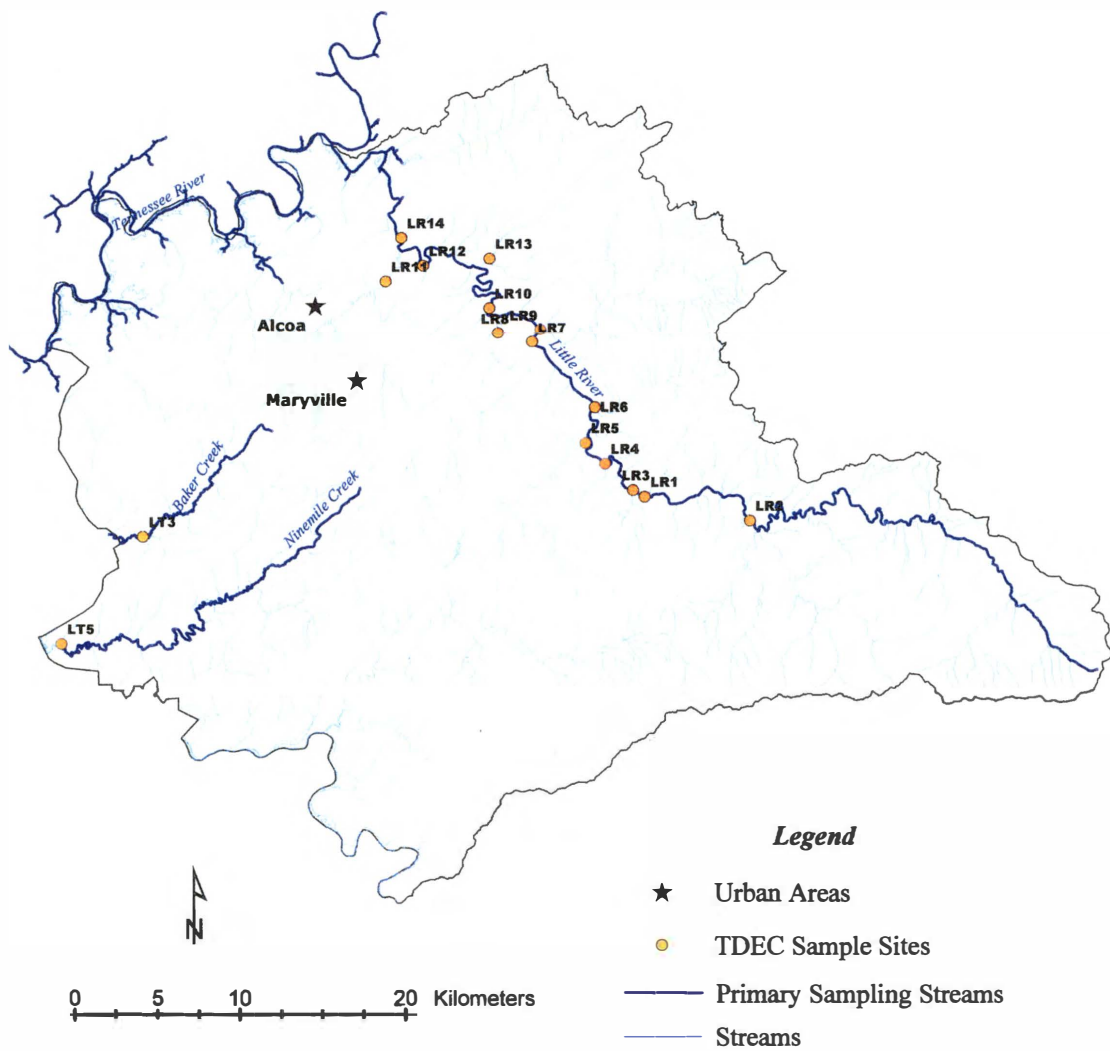 Tennessee River
LR14
LR13
LR12
LR11
LR10
LR9
LR8
LR7
Alcoa
Little River
Maryville
LR6
Baker Creek
LR5
LR4
Ninemile Creek
LR3
LR1
LT3
LT5
Legend
Urban Areas
N
TDEC Sample Sites
0 5 10 20 Kilometers
Primary Sampling Streams
Streams